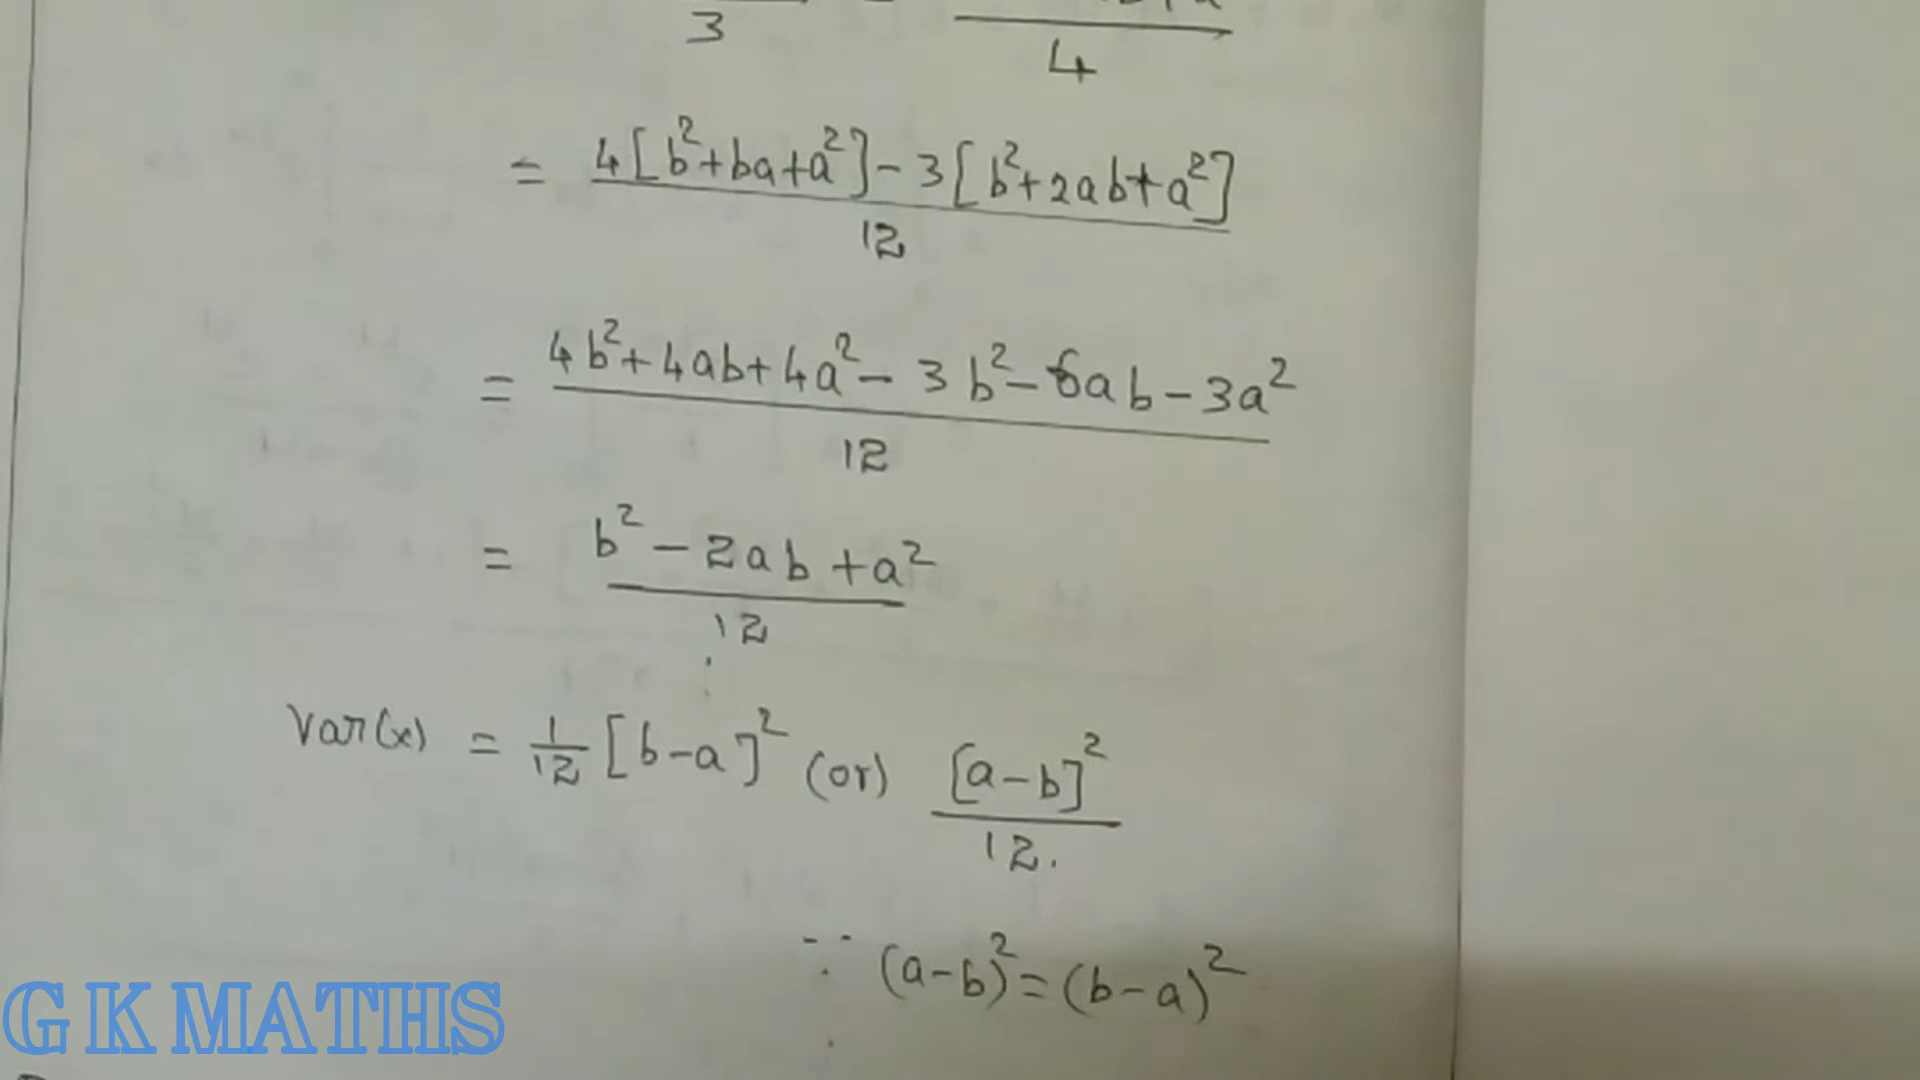 3 4
= 4[b²+ba+a²]-3[b²+2ab+a²]
12
= 4b²+4ab+4a²-3b²-6ab-3a²
12
= b²-2ab+a²
12
Var(x) = 1/12 [b-a]² (or) [a-b]²
12.
∵ (a-b)²=(b-a)²
G K MATHS